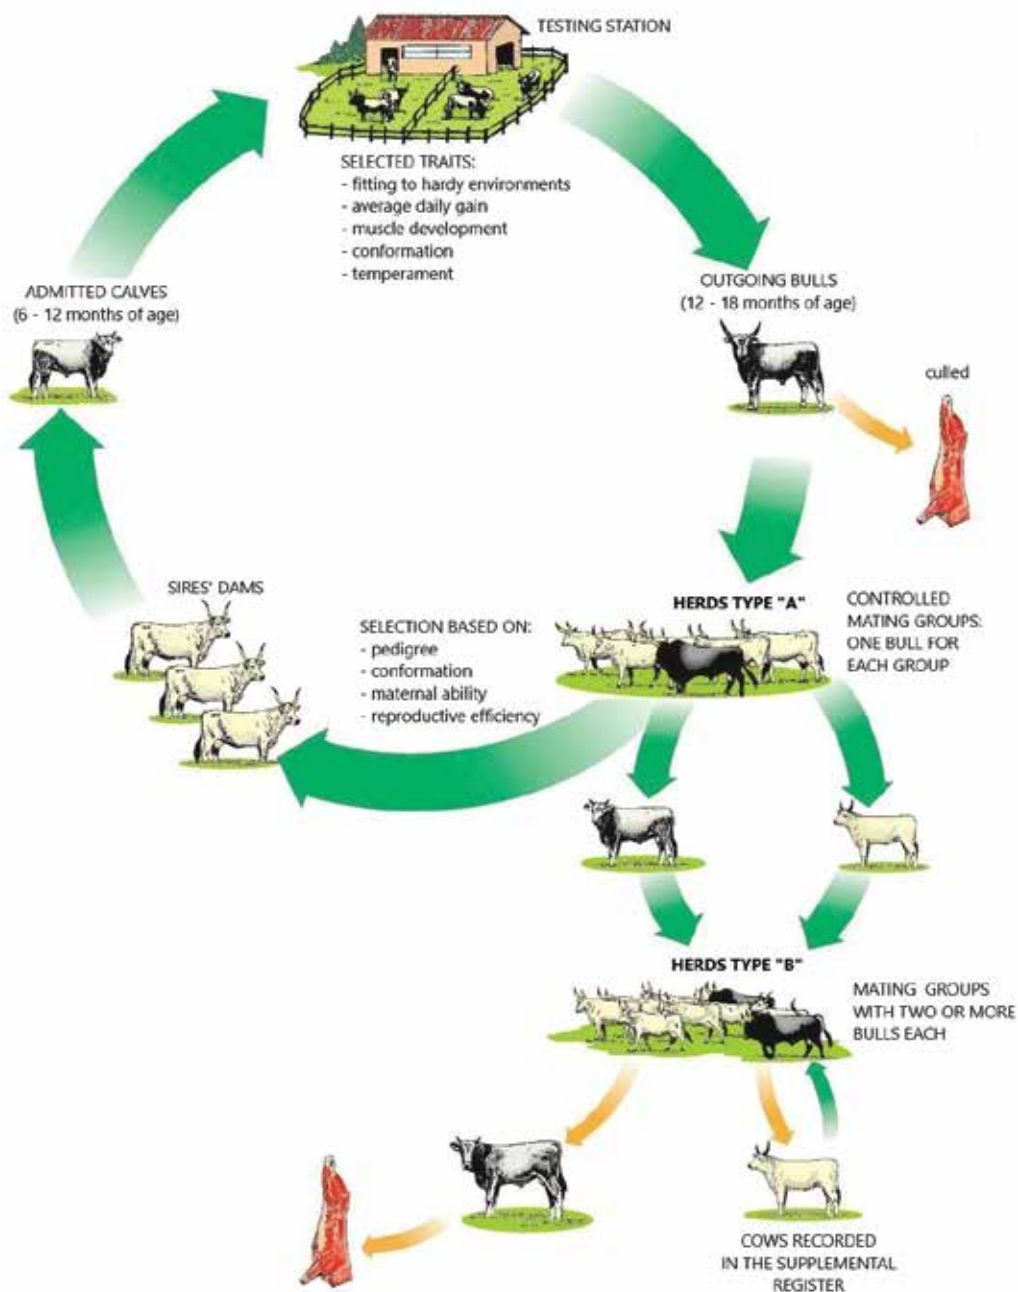 TESTING STATION
SELECTED TRAITS:
- fitting to hardy environments
- average daily gain
- muscle development
- conformation
- temperament
ADMITTED CALVES
(6 - 12 months of age)
OUTGOING BULLS
(12 - 18 months of age)
culled
SIRES' DAMS
SELECTION BASED ON:
- pedigree
- conformation
- maternal ability
- reproductive efficiency
HERDS TYPE "A"
CONTROLLED
MATING GROUPS:
ONE BULL FOR
EACH GROUP
HERDS TYPE "B"
MATING GROUPS
WITH TWO OR MORE
BULLS EACH
COWS RECORDED
IN THE SUPPLEMENTAL
REGISTER